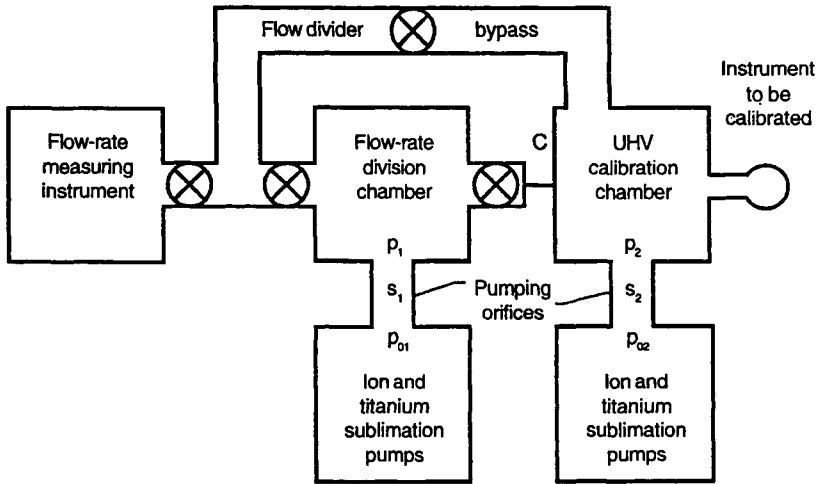 Flow divider
bypass
Instrument
to be
calibrated
Flow-rate
measuring
instrument
Flow-rate
division
chamber
C
UHV
calibration
chamber
p₁
p₂
s₁
Pumping
orifices
s₂
p₀₁
p₀₂
Ion and
titanium
sublimation
pumps
Ion and
titanium
sublimation
pumps